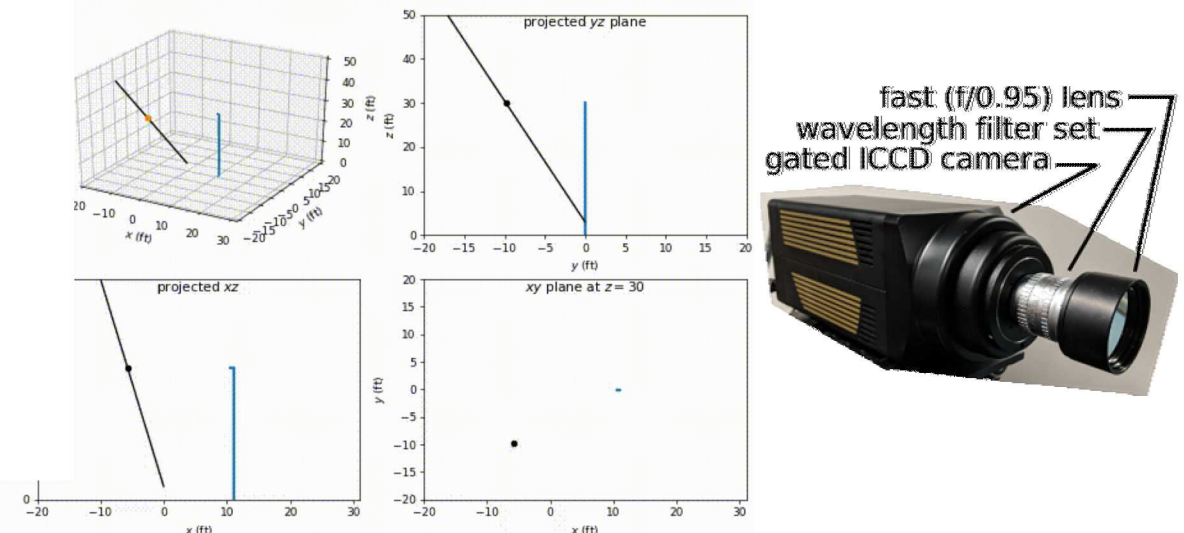 projected yz plane
50
40
30
20
10
0
z (ft)
−20 −15 −10 −5 0 5 10 15 20
y (ft)
50
40
30
20
10
0
z (ft)
20 −10 0 10 20 30
x (ft)
−20−15−10−5 0 5 10 15 20
y (ft)
fast (f/0.95) lens
wavelength filter set
gated ICCD camera
projected xz
0
−20 −10 0 10 20 30
x (ft)
xy plane at z = 30
20
15
10
5
0
−5
−10
−15
−20
y (ft)
−20 −10 0 10 20 30
x (ft)